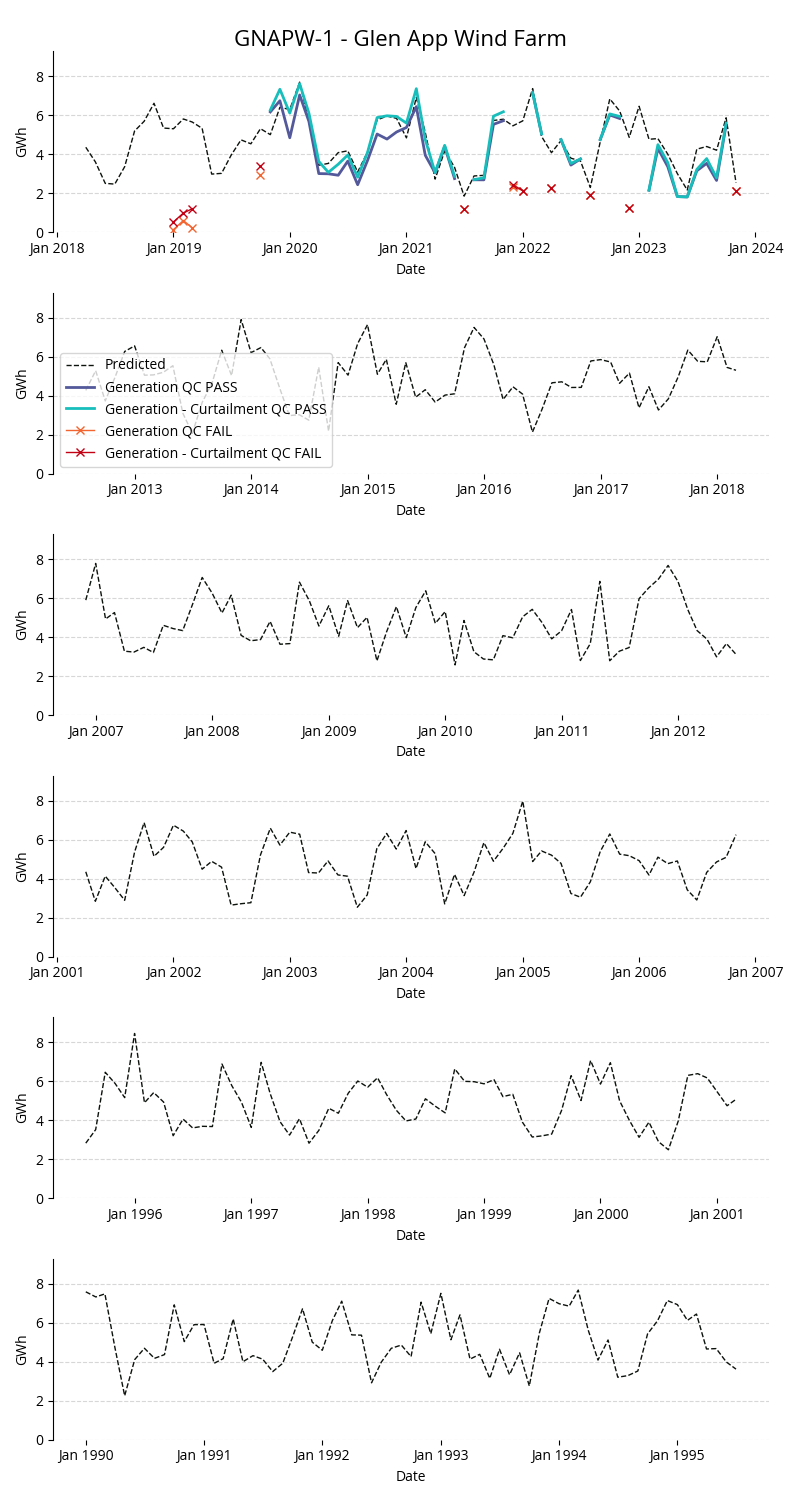 GNAPW-1 - Glen App Wind Farm
8
6
4
2
0
GWh
Jan 2018 Jan 2019 Jan 2020 Jan 2021 Jan 2022 Jan 2023 Jan 2024
Date
8
6
4
2
0
GWh
Predicted
Generation QC PASS
Generation - Curtailment QC PASS
Generation QC FAIL
Generation - Curtailment QC FAIL
Jan 2013 Jan 2014 Jan 2015 Jan 2016 Jan 2017 Jan 2018
Date
8
6
4
2
0
GWh
Jan 2007 Jan 2008 Jan 2009 Jan 2010 Jan 2011 Jan 2012
Date
8
6
4
2
0
GWh
Jan 2001 Jan 2002 Jan 2003 Jan 2004 Jan 2005 Jan 2006 Jan 2007
Date
8
6
4
2
0
GWh
Jan 1996 Jan 1997 Jan 1998 Jan 1999 Jan 2000 Jan 2001
Date
8
6
4
2
0
GWh
Jan 1990 Jan 1991 Jan 1992 Jan 1993 Jan 1994 Jan 1995
Date